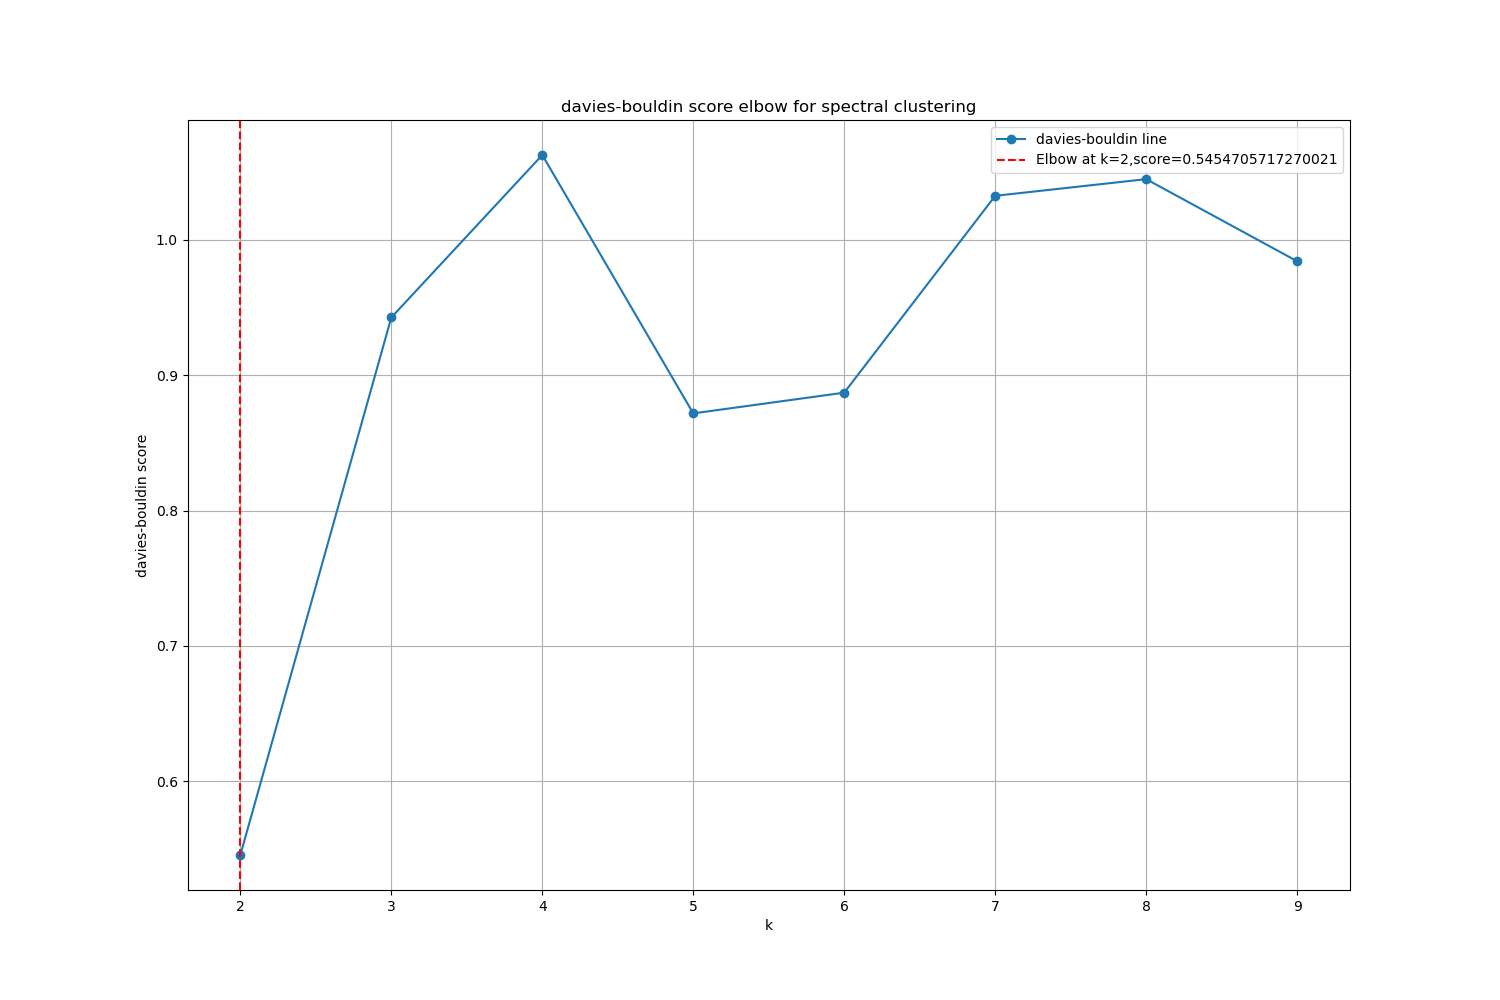 davies-bouldin score elbow for spectral clustering
davies-bouldin line
Elbow at k=2,score=0.5454705717270021
davies-bouldin score
1.0
0.9
0.8
0.7
0.6
2 3 4 5 6 7 8 9
k